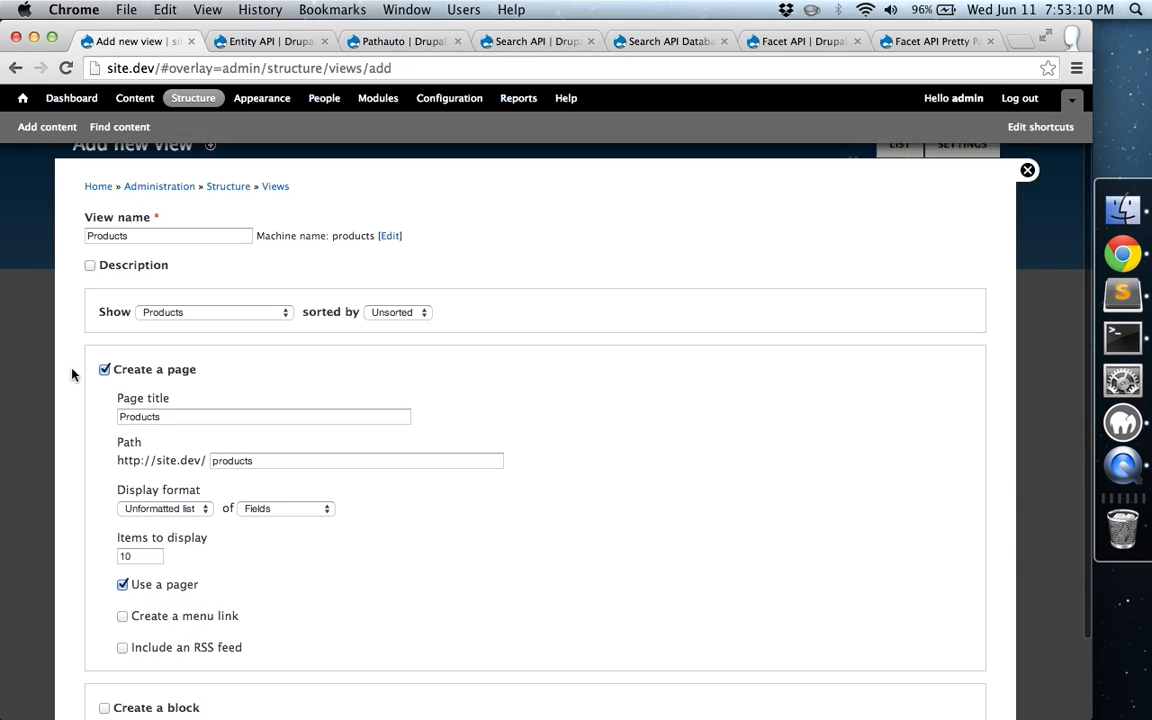 Chrome File Edit View History Bookmarks Window Users Help 96% Wed Jun 11 7:53:10 PM
Add new view | si Entity API | Drupal Pathauto | Drupal Search API | Drup Search API Databa Facet API | Drupal Facet API Pretty P
site.dev/#overlay=admin/structure/views/add
Dashboard Content Structure Appearance People Modules Configuration Reports Help Hello admin Log out
Add content Find content Edit shortcuts
Add new view LIST SETTINGS
Home » Administration » Structure » Views
View name *
Products Machine name: products [Edit]
Description
Show Products sorted by Unsorted
Create a page
Page title
Products
Path
http://site.dev/ products
Display format
Unformatted list of Fields
Items to display
10
Use a pager
Create a menu link
Include an RSS feed
Create a block